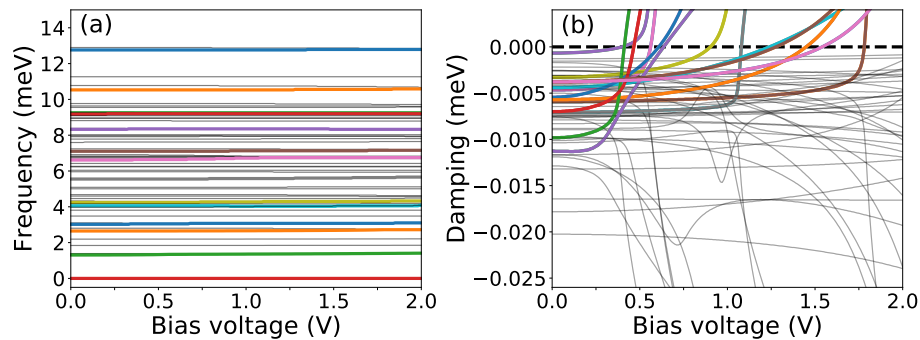 (a)
Frequency (meV)
14
12
10
8
6
4
2
0
0.0 0.5 1.0 1.5 2.0
Bias voltage (V)
(b)
Damping (meV)
0.000
−0.005
−0.010
−0.015
−0.020
−0.025
0.0 0.5 1.0 1.5 2.0
Bias voltage (V)